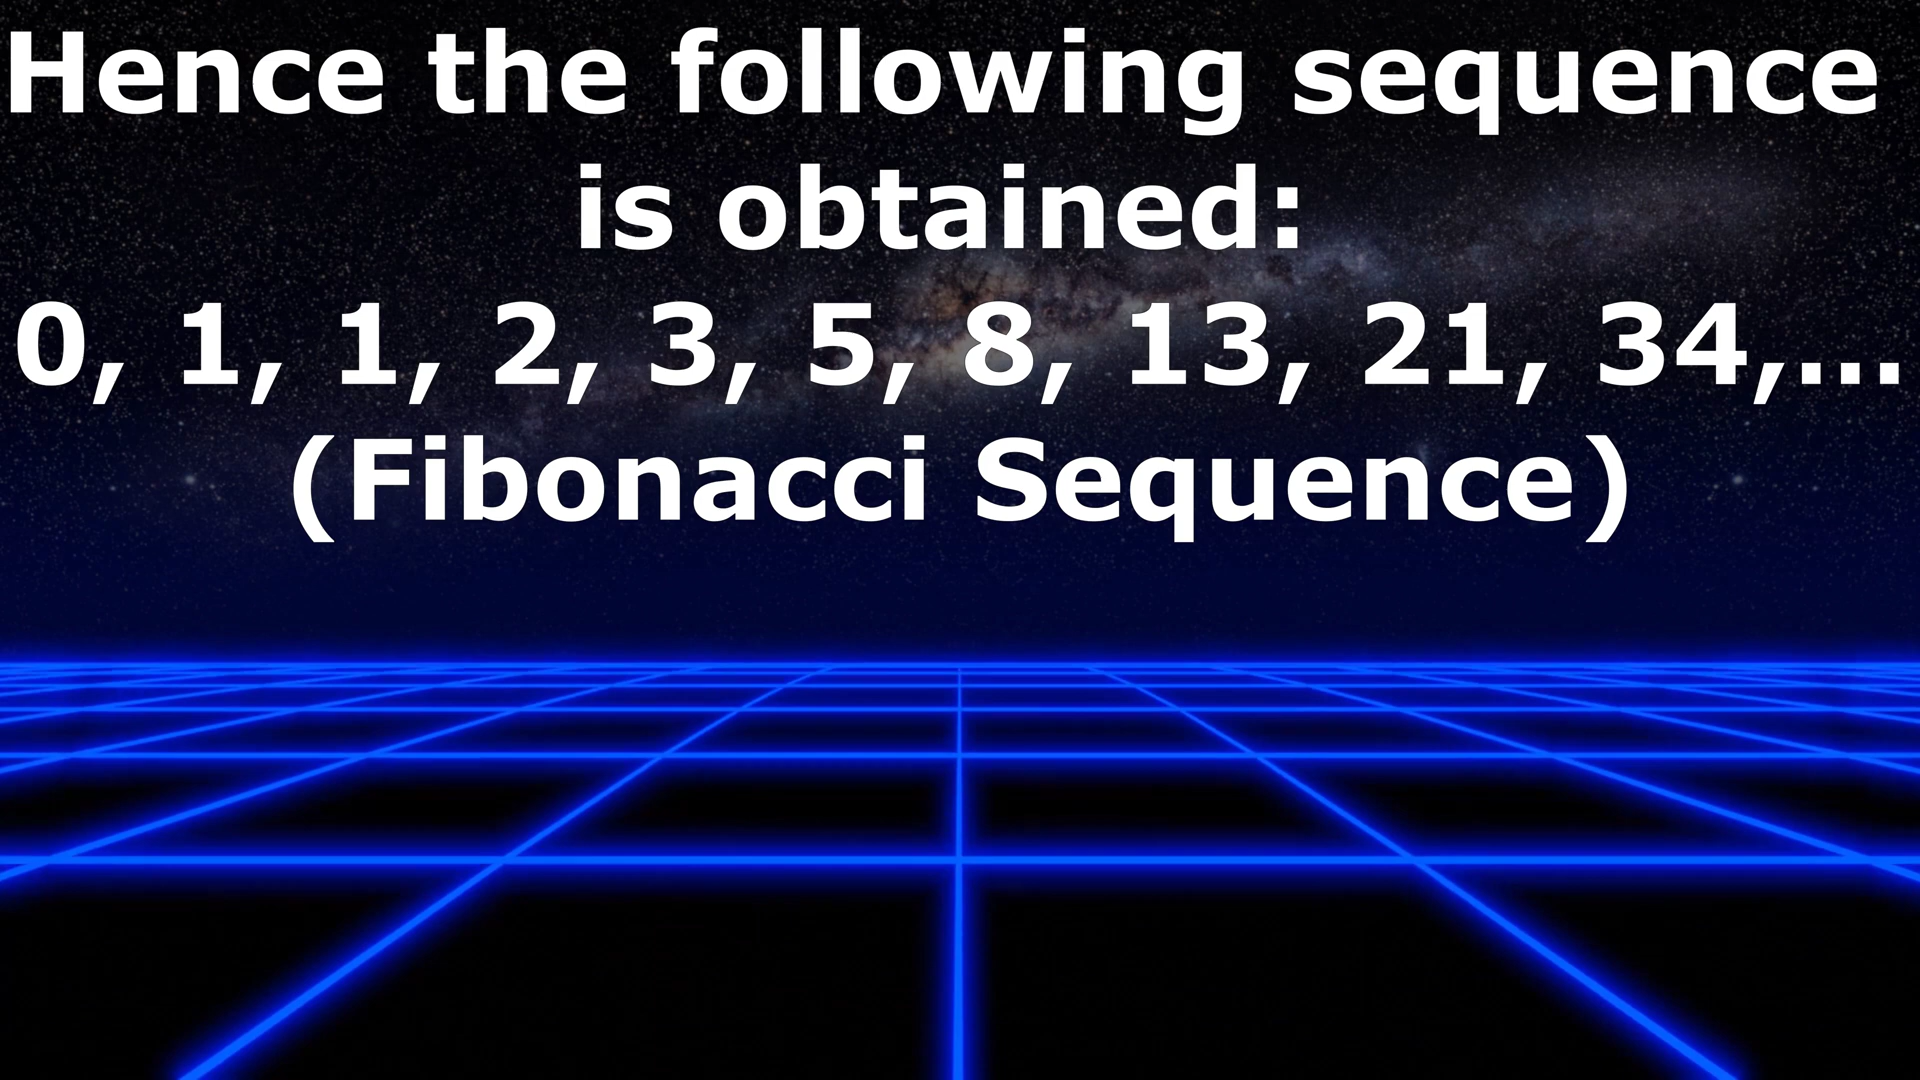 Hence the following sequence
is obtained:
0, 1, 1, 2, 3, 5, 8, 13, 21, 34,...
(Fibonacci Sequence)